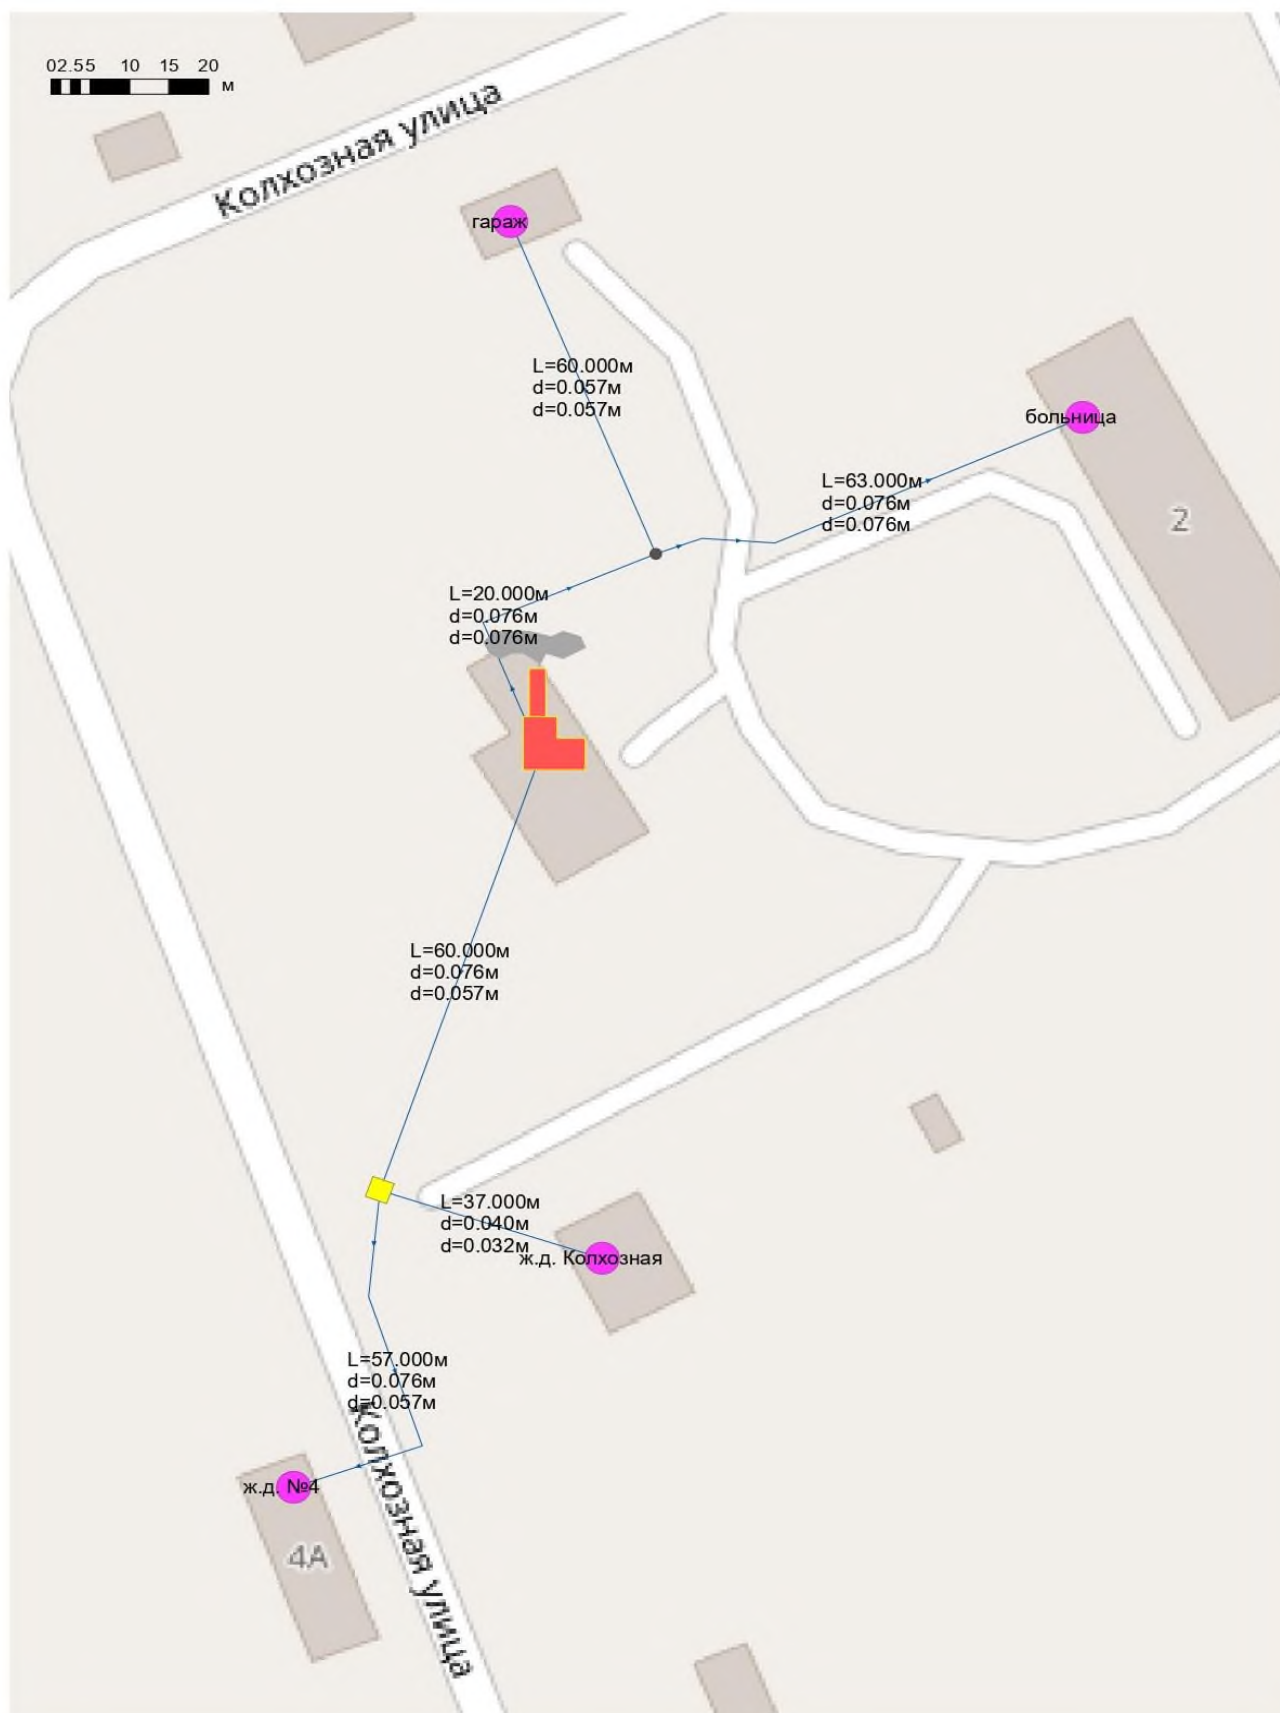 02.55 10 15 20
м
Колхозная улица
гараж
L=60.000м
d=0.057м
d=0.057м
больница
L=63.000м
d=0.076м
d=0.076м
2
L=20.000м
d=0.076м
d=0.076м
L=60.000м
d=0.076м
d=0.057м
L=37.000м
d=0.040м
d=0.032м
ж.д. Колхозная
L=57.000м
d=0.076м
d=0.057м
Колхозная улица
ж.д. №4
4А